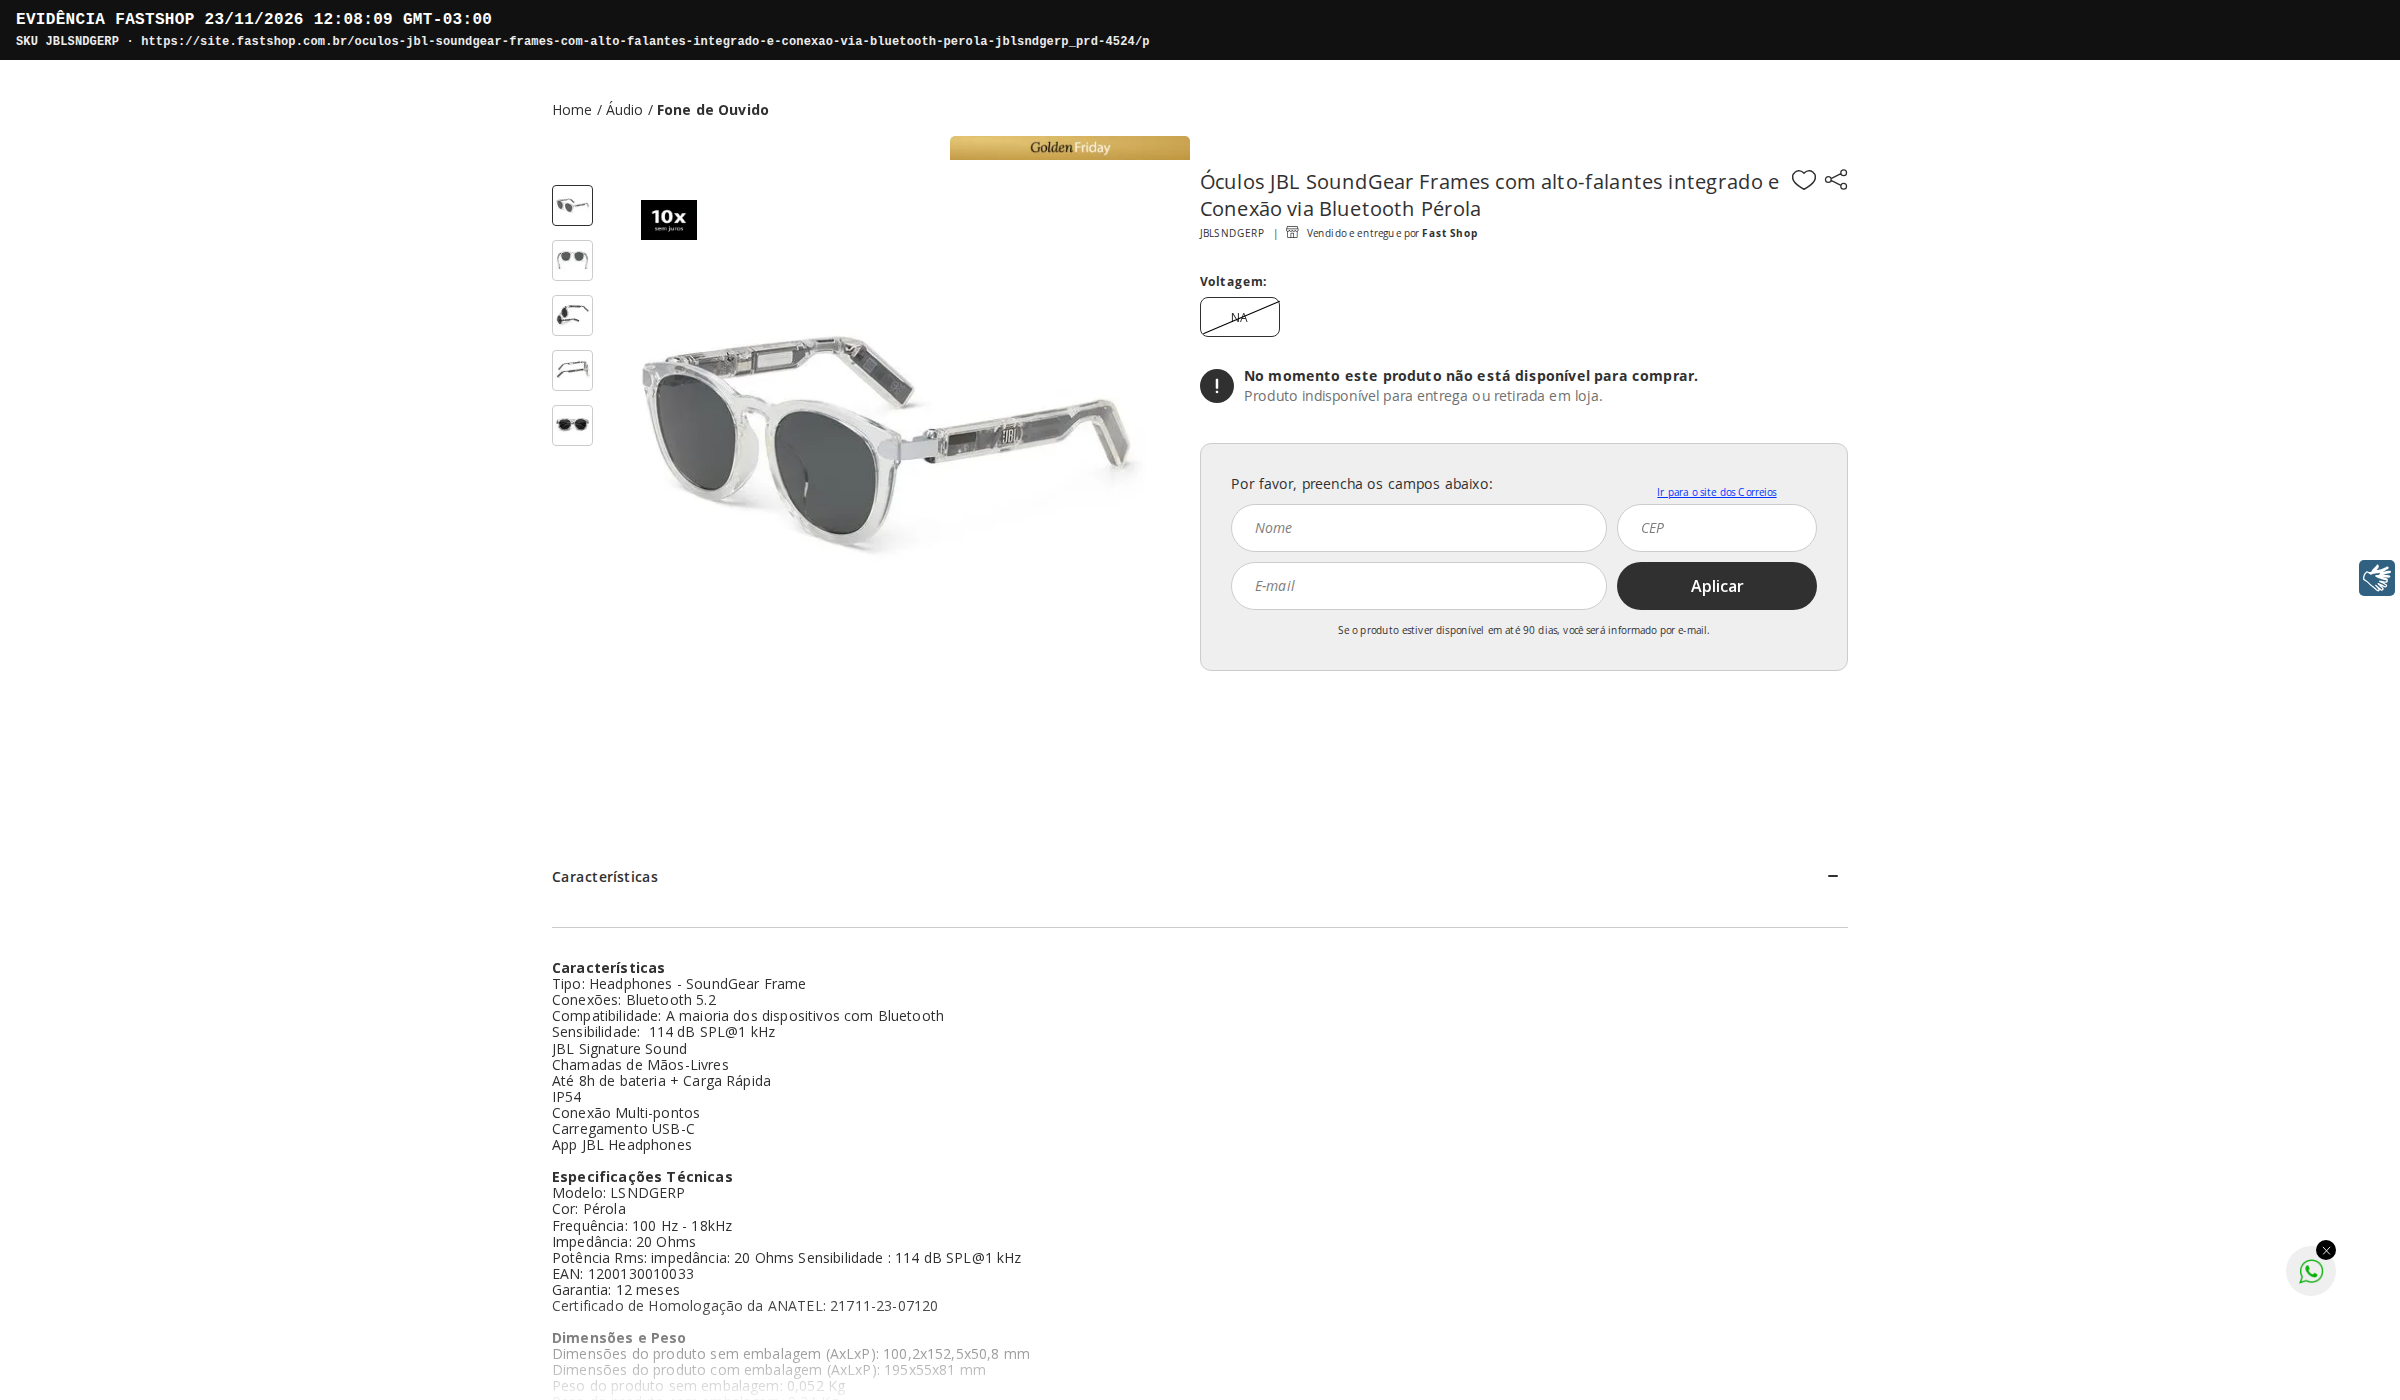 EVIDÊNCIA FASTSHOP 23/11/2026 12:08:09 GMT-03:00
SKU JBLSNDGERP · https://site.fastshop.com.br/oculos-jbl-soundgear-frames-com-alto-falantes-integrado-e-conexao-via-bluetooth-perola-jblsndgerp_prd-4524/p
Home / Áudio / Fone de Ouvido
Golden Friday
10x
sem juros
Óculos JBL SoundGear Frames com alto-falantes integrado e
Conexão via Bluetooth Pérola
JBLSNDGERP | Vendido e entregue por Fast Shop
Voltagem:
NA
No momento este produto não está disponível para comprar.
Produto indisponível para entrega ou retirada em loja.
Por favor, preencha os campos abaixo:
Ir para o site dos Correios
Nome
CEP
E-mail
Aplicar
Se o produto estiver disponível em até 90 dias, você será informado por e-mail.
JBL
Características
Características
Tipo: Headphones - SoundGear Frame
Conexões: Bluetooth 5.2
Compatibilidade: A maioria dos dispositivos com Bluetooth
Sensibilidade:  114 dB SPL@1 kHz
JBL Signature Sound
Chamadas de Mãos-Livres
Até 8h de bateria + Carga Rápida
IP54
Conexão Multi-pontos
Carregamento USB-C
App JBL Headphones
Especificações Técnicas
Modelo: LSNDGERP
Cor: Pérola
Frequência: 100 Hz - 18kHz
Impedância: 20 Ohms
Potência Rms: impedância: 20 Ohms Sensibilidade : 114 dB SPL@1 kHz
EAN: 1200130010033
Garantia: 12 meses
Certificado de Homologação da ANATEL: 21711-23-07120
Dimensões e Peso
Dimensões do produto sem embalagem (AxLxP): 100,2x152,5x50,8 mm
Dimensões do produto com embalagem (AxLxP): 195x55x81 mm
Peso do produto sem embalagem: 0,052 Kg